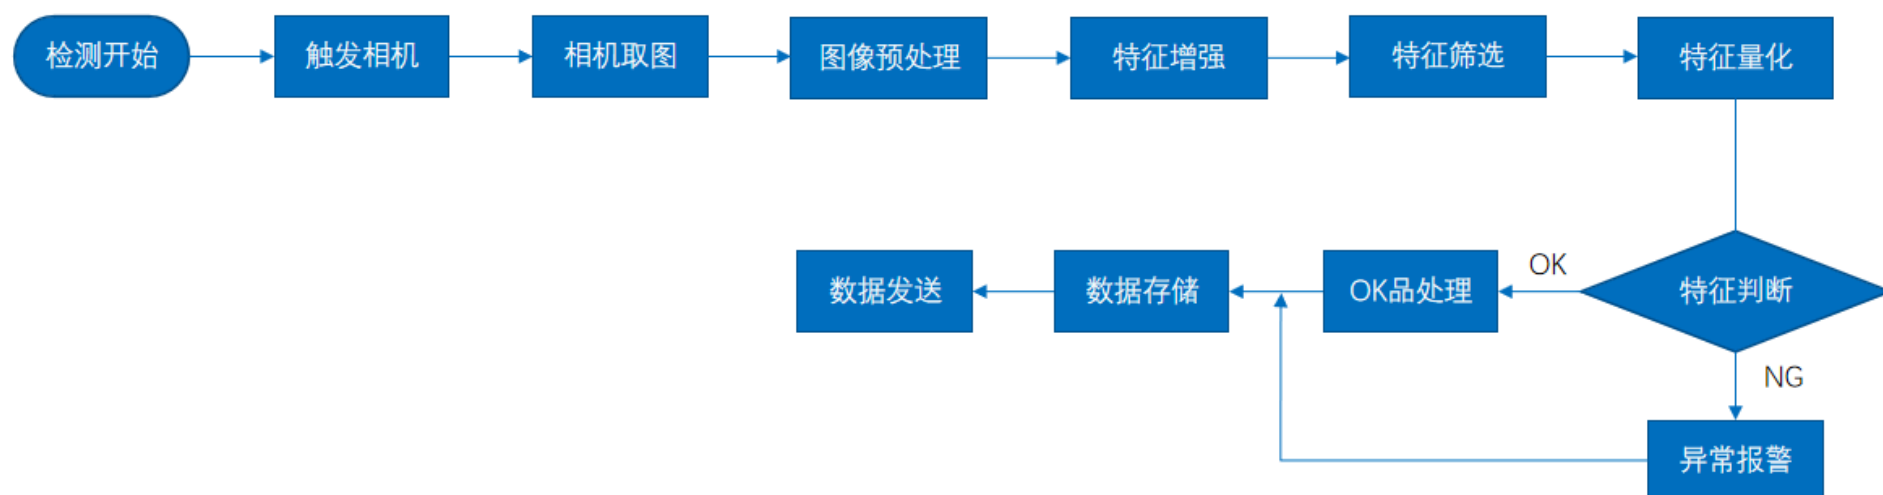 检测开始
触发相机
相机取图
图像预处理
特征增强
特征筛选
特征量化
特征判断
OK
OK品处理
数据存储
数据发送
NG
异常报警